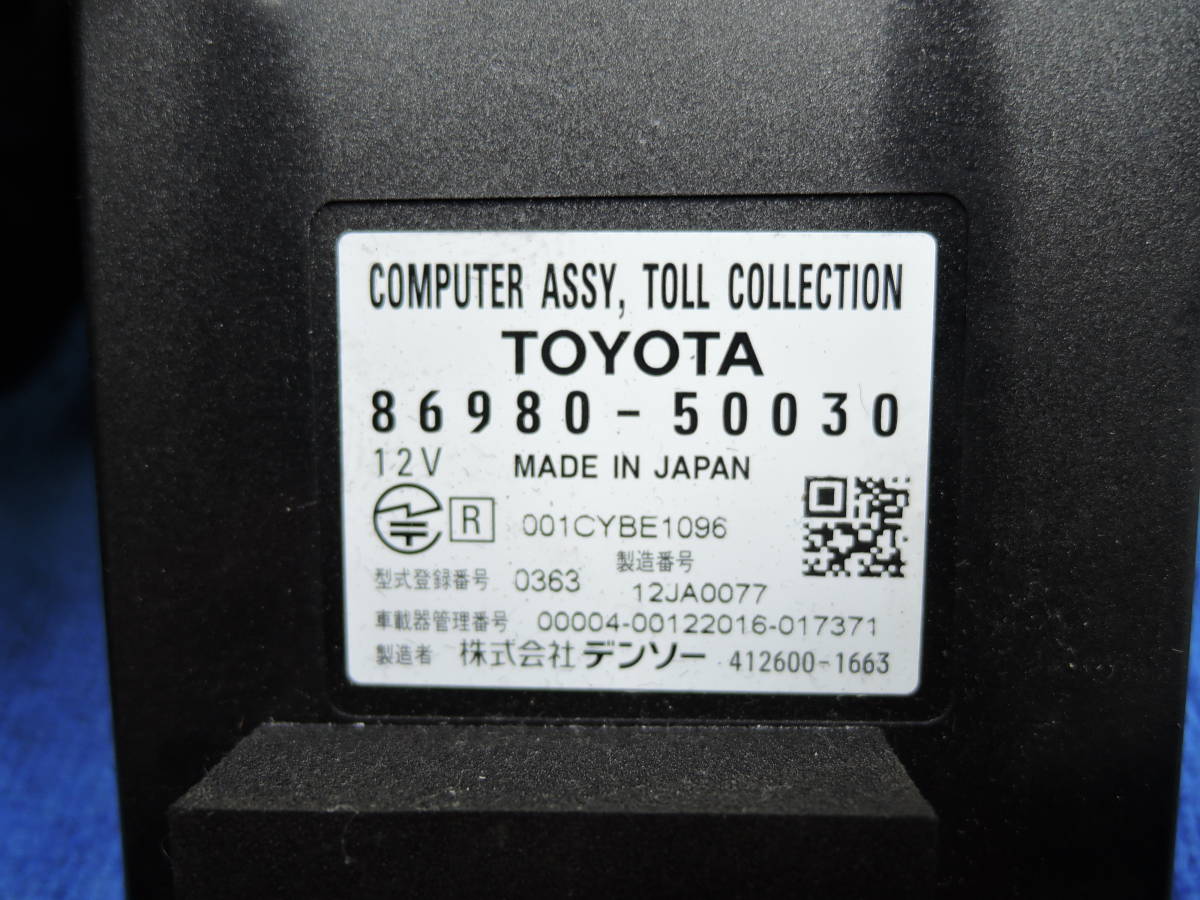 COMPUTER ASSY, TOLL COLLECTION
TOYOTA
86980-50030
12V MADE IN JAPAN
R 001CYBE1096
製造番号
型式登録番号 0363 12JA0077
車載器管理番号 00004-00122016-017371
製造者 株式会社 デンソー 412600-1663